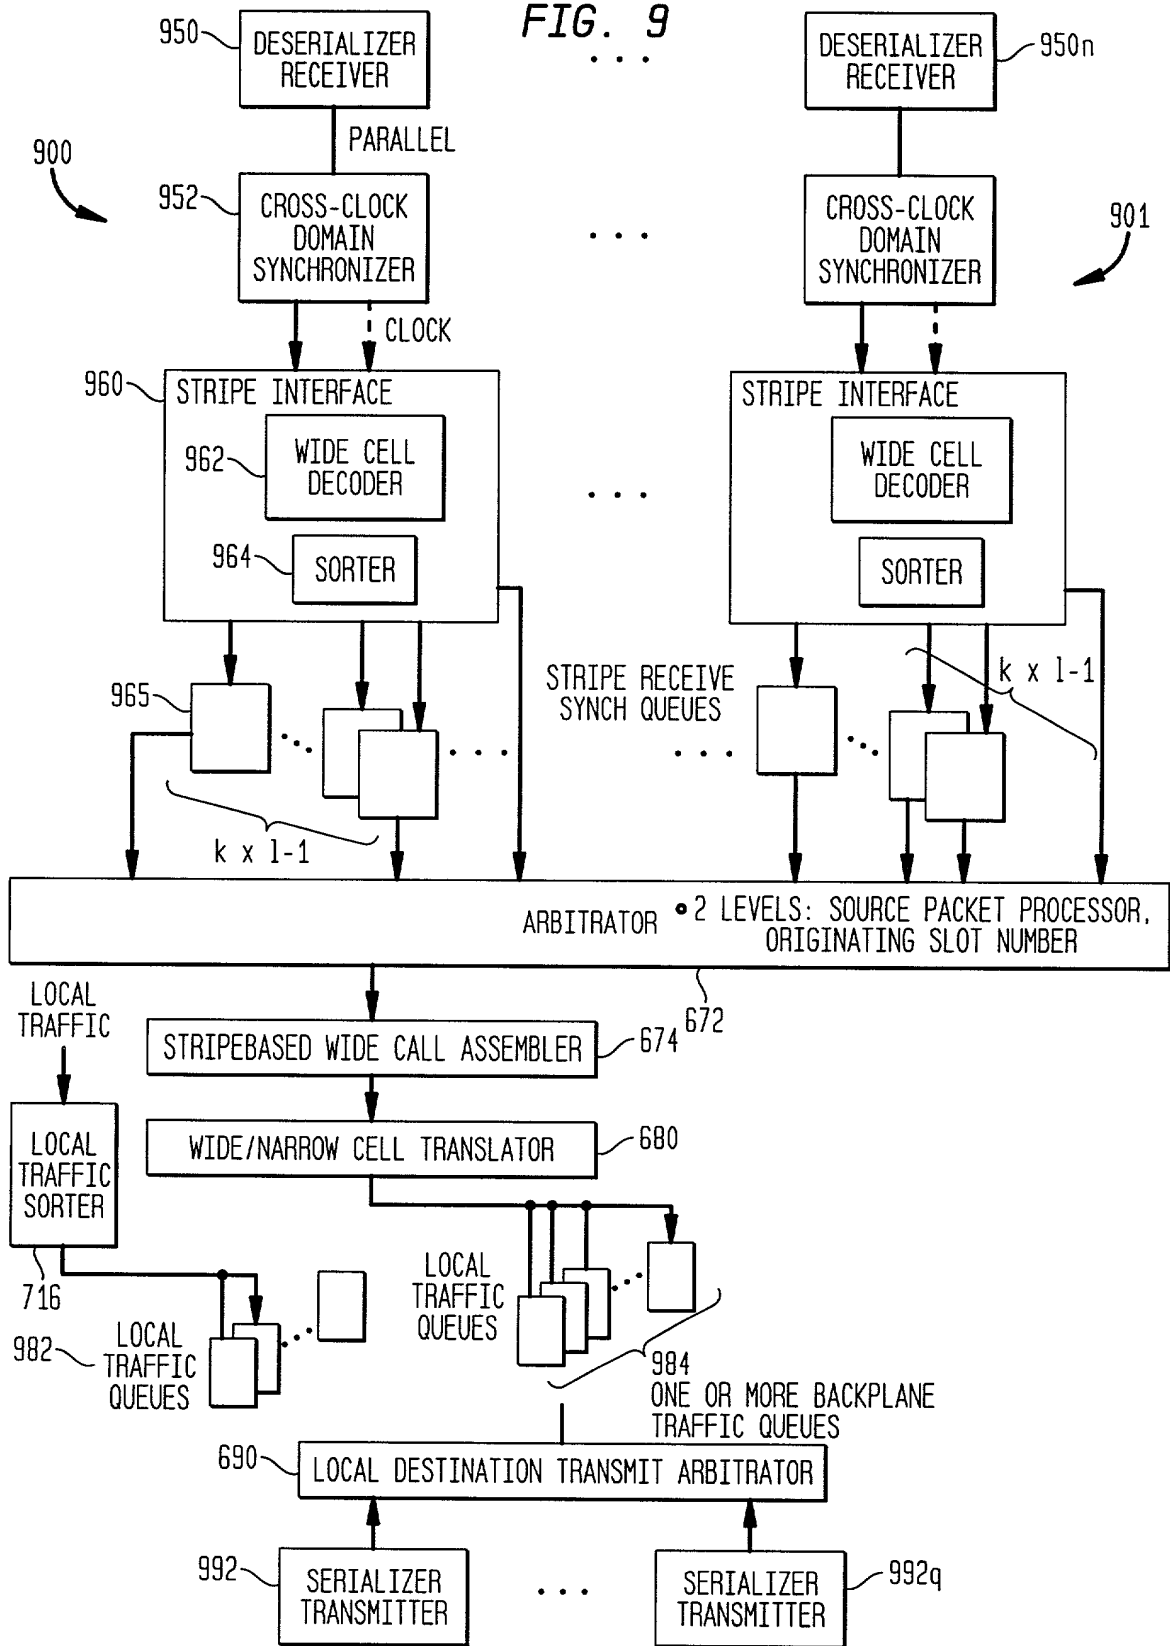 FIG. 9
950
DESERIALIZER
RECEIVER
. . .
DESERIALIZER
RECEIVER
950n
PARALLEL
900
952
CROSS-CLOCK
DOMAIN
SYNCHRONIZER
. . .
CROSS-CLOCK
DOMAIN
SYNCHRONIZER
901
CLOCK
960
STRIPE INTERFACE
STRIPE INTERFACE
962
WIDE CELL
DECODER
. . .
WIDE CELL
DECODER
964
SORTER
SORTER
965
STRIPE RECEIVE
SYNCH QUEUES
k x l-1
k x l-1
ARBITRATOR
• 2 LEVELS: SOURCE PACKET PROCESSOR,
ORIGINATING SLOT NUMBER
672
LOCAL
TRAFFIC
STRIPEBASED WIDE CALL ASSEMBLER
674
LOCAL
TRAFFIC
SORTER
716
WIDE/NARROW CELL TRANSLATOR
680
LOCAL
TRAFFIC
QUEUES
982
LOCAL
TRAFFIC
QUEUES
984
ONE OR MORE BACKPLANE
TRAFFIC QUEUES
690
LOCAL DESTINATION TRANSMIT ARBITRATOR
992
SERIALIZER
TRANSMITTER
. . .
SERIALIZER
TRANSMITTER
992q